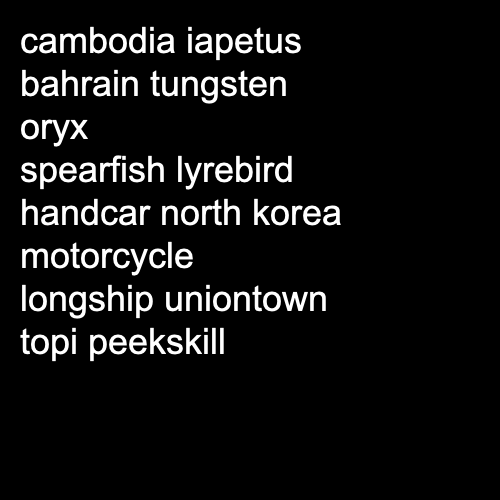 cambodia iapetus
bahrain tungsten
oryx
spearfish lyrebird
handcar north korea
motorcycle
longship uniontown
topi peekskill